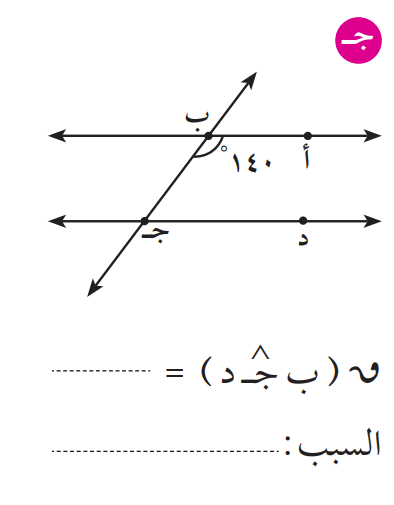 جـ
ب
°١٤٠
أ
جـ
د
ق ( ب جـ^ د ) =
السبب :